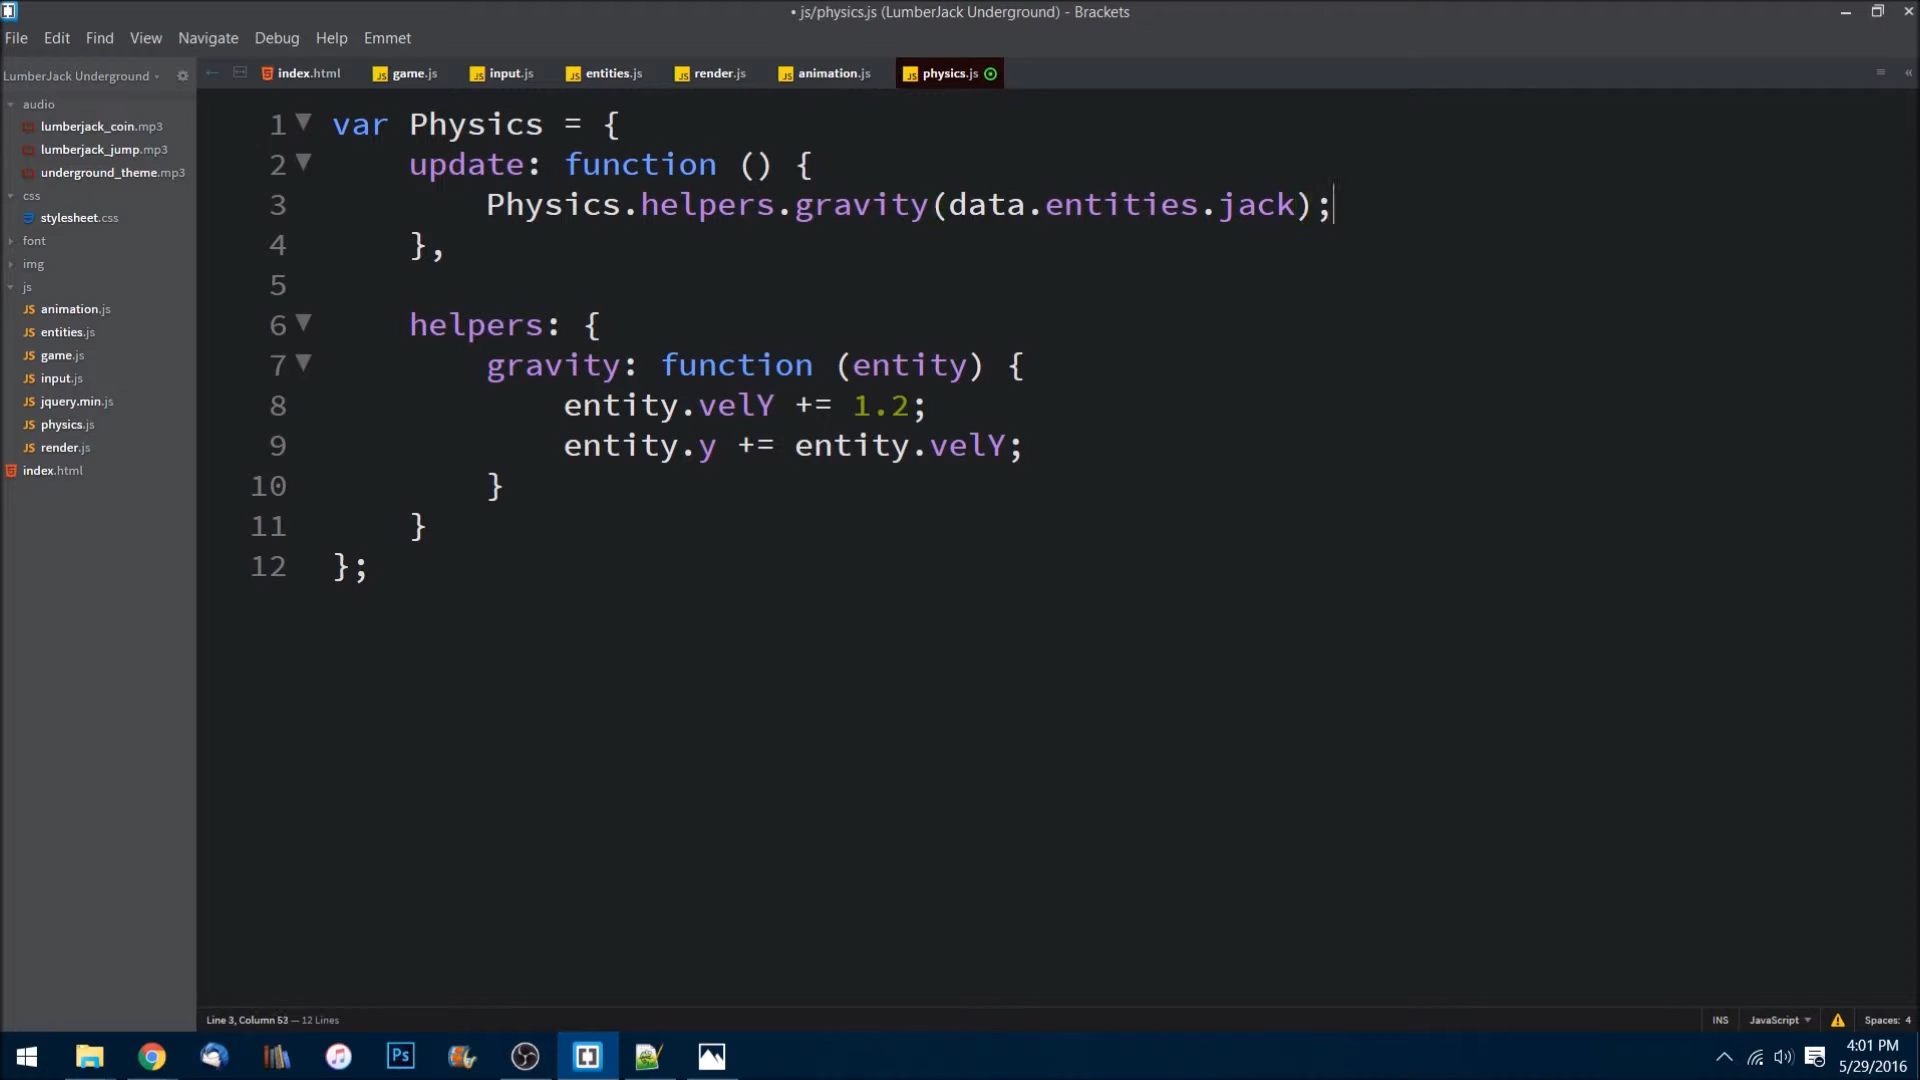 • js/physics.js (LumberJack Underground) - Brackets
File Edit Find View Navigate Debug Help Emmet
LumberJack Underground
index.html game.js input.js entities.js render.js animation.js physics.js
audio
lumberjack_coin.mp3
lumberjack_jump.mp3
underground_theme.mp3
css
stylesheet.css
font
img
js
animation.js
entities.js
game.js
input.js
jquery.min.js
physics.js
render.js
index.html
1 var Physics = {
2 update: function () {
3 Physics.helpers.gravity(data.entities.jack);
4 },
5
6 helpers: {
7 gravity: function (entity) {
8 entity.velY += 1.2;
9 entity.y += entity.velY;
10 }
11 }
12 };
Line 3, Column 53 — 12 Lines
INS JavaScript Spaces: 4
Ps
4:01 PM
5/29/2016